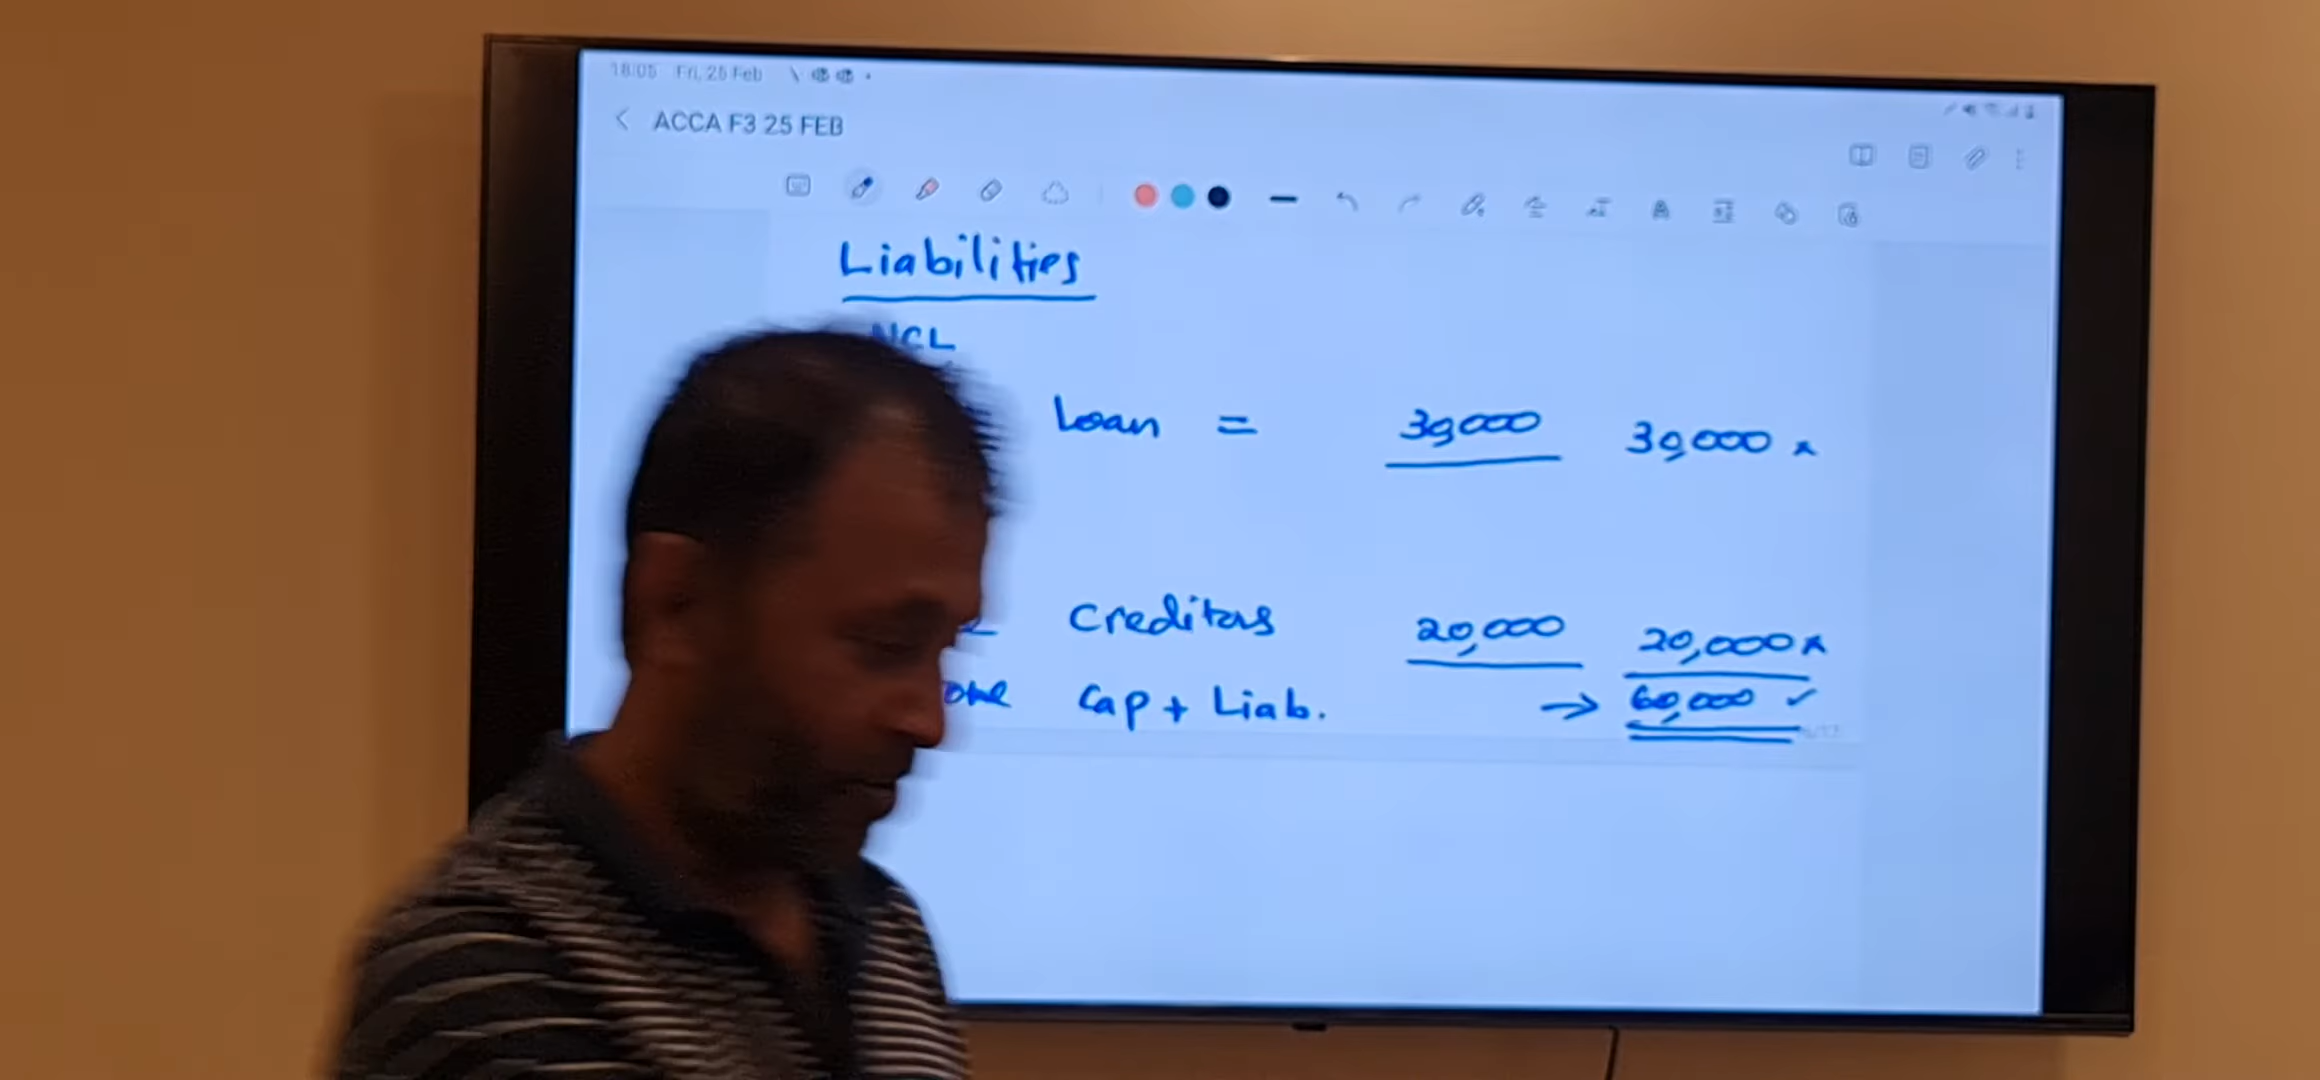 18:05 Fri, 25 Feb
ACCA F3 25 FEB
Liabilities
NCL
Loan = 30,000 30,000 x
Creditors 20,000 20,000 x
Cap + Liab. → 60,000 ✓